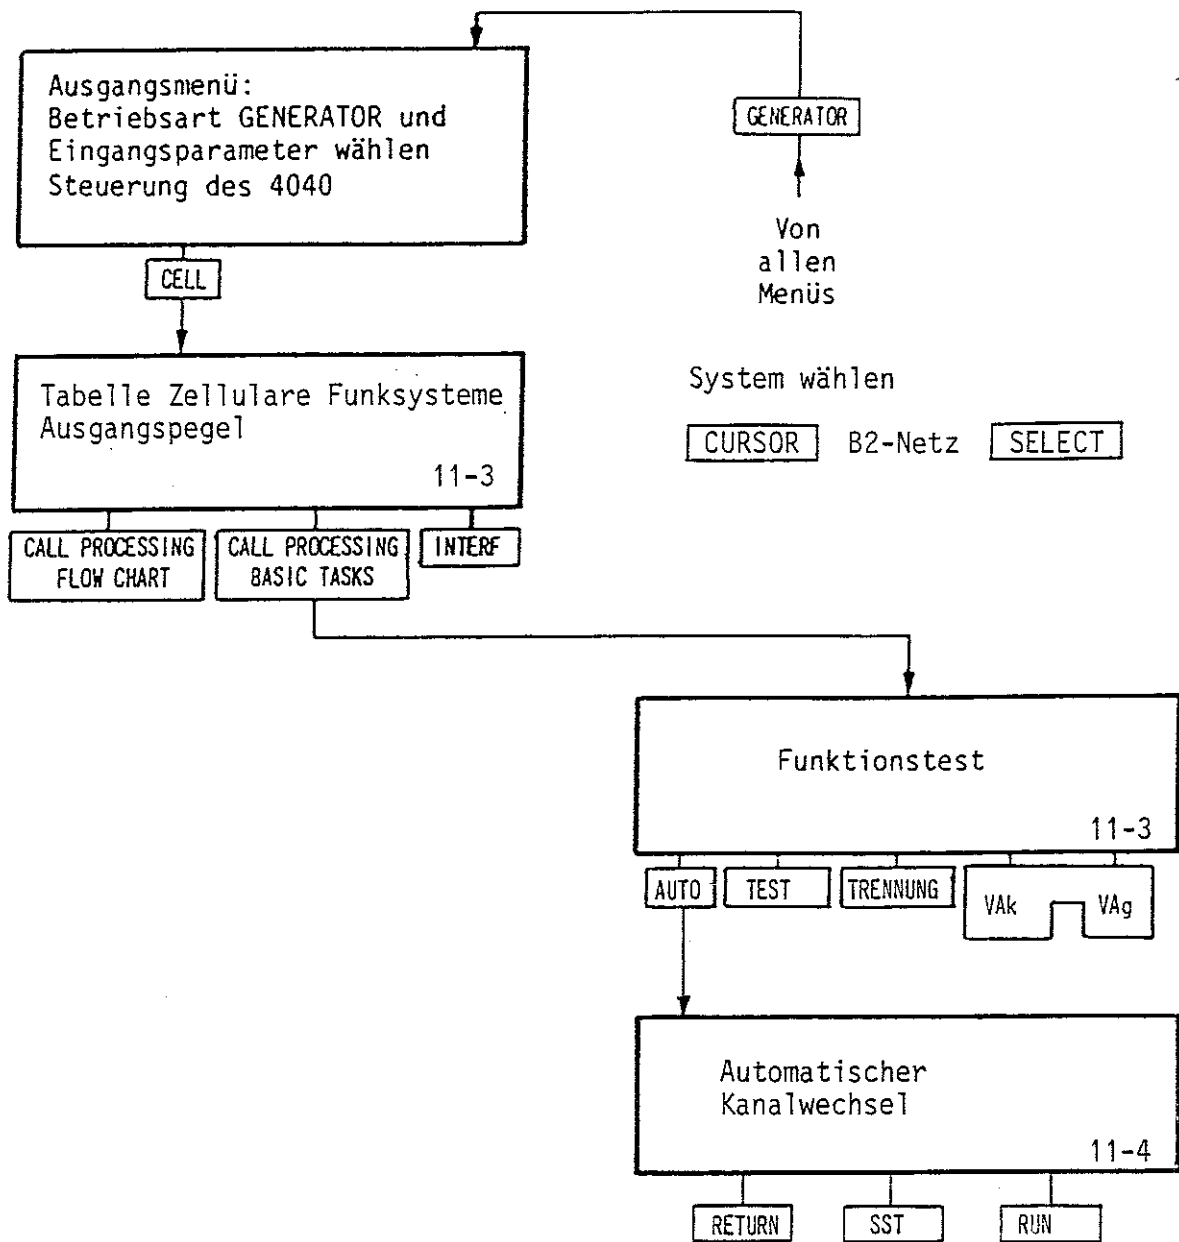 Ausgangsmenü:
Betriebsart GENERATOR und
Eingangsparameter wählen
Steuerung des 4040
GENERATOR
Von
allen
Menüs
CELL
Tabelle Zellulare Funksysteme
Ausgangspegel
11-3
System wählen
CURSOR B2-Netz SELECT
CALL PROCESSING
FLOW CHART
CALL PROCESSING
BASIC TASKS
INTERF
Funktionstest
11-3
AUTO TEST TRENNUNG VAk VAg
Automatischer
Kanalwechsel
11-4
RETURN SST RUN